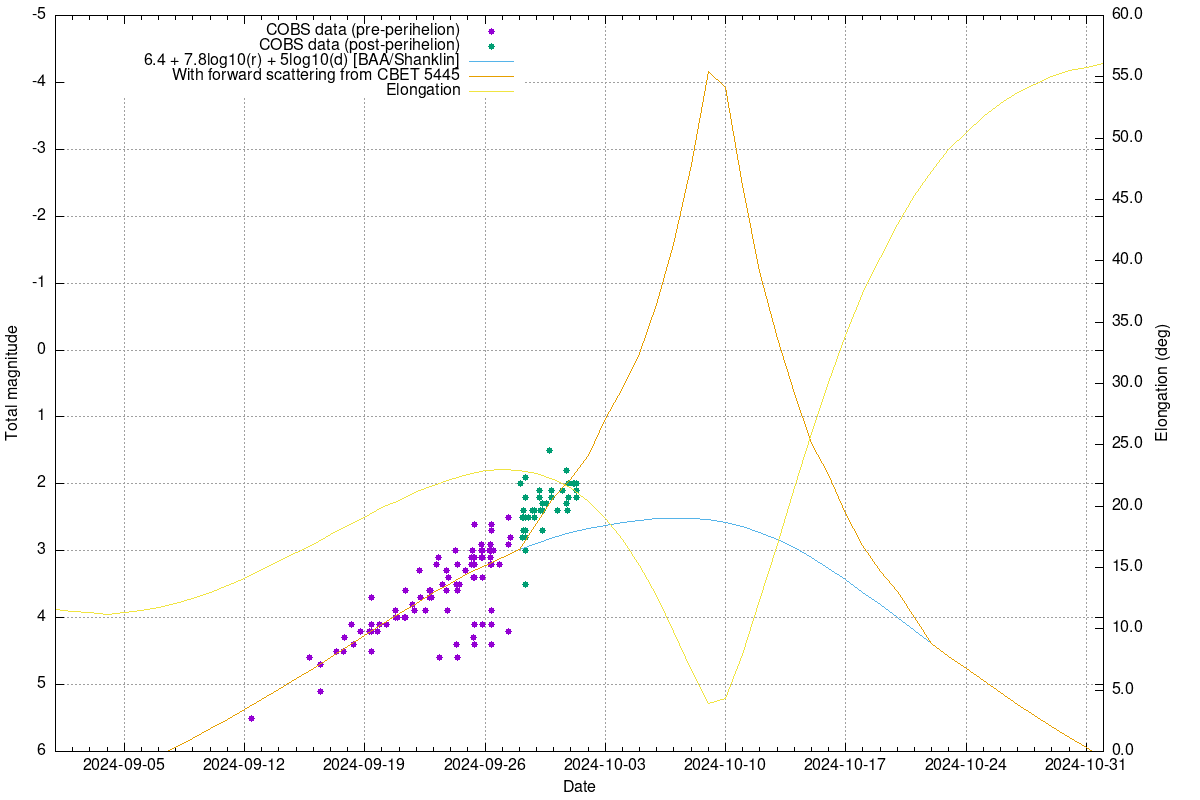 COBS data (pre-perihelion)
COBS data (post-perihelion)
6.4 + 7.8log10(r) + 5log10(d) [BAA/Shanklin]
With forward scattering from CBET 5445
Elongation
-5
-4
-3
-2
-1
0
1
2
3
4
5
6
Total magnitude
60.0
55.0
50.0
45.0
40.0
35.0
30.0
25.0
20.0
15.0
10.0
5.0
0.0
Elongation (deg)
2024-09-05 2024-09-12 2024-09-19 2024-09-26 2024-10-03 2024-10-10 2024-10-17 2024-10-24 2024-10-31
Date